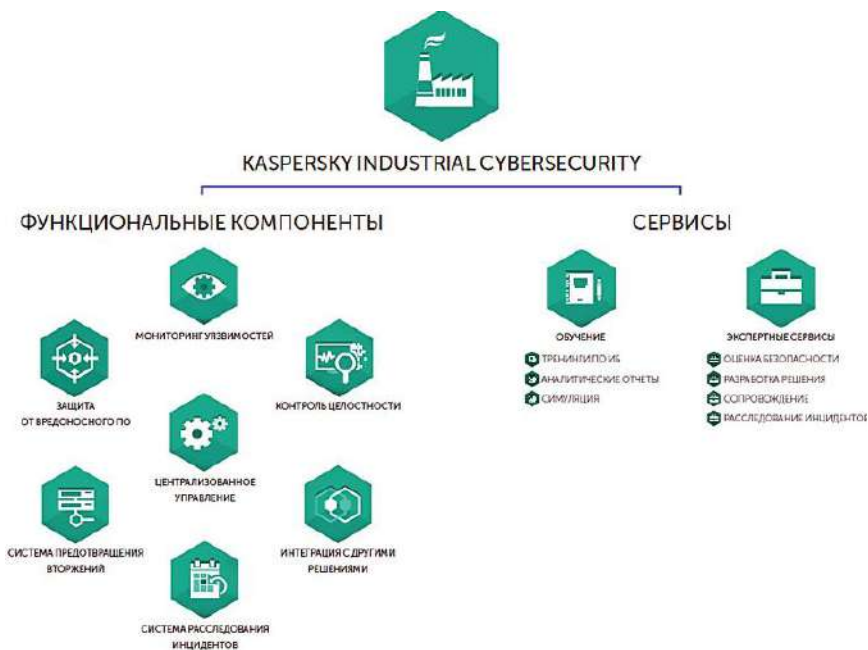 KASPERSKY INDUSTRIAL CYBERSECURITY
ФУНКЦИОНАЛЬНЫЕ КОМПОНЕНТЫ
МОНИТОРИНГ УЯЗВИМОСТЕЙ
ЗАЩИТА
ОТ ВРЕДОНОСНОГО ПО
КОНТРОЛЬ ЦЕЛОСТНОСТИ
ЦЕНТРАЛИЗОВАННОЕ
УПРАВЛЕНИЕ
СИСТЕМА ПРЕДОТВРАЩЕНИЯ
ВТОРЖЕНИЙ
ИНТЕГРАЦИЯ С ДРУГИМИ
РЕШЕНИЯМИ
СИСТЕМА РАССЛЕДОВАНИЯ
ИНЦИДЕНТОВ
СЕРВИСЫ
ОБУЧЕНИЕ
ТРЕНИНГИ ПО ИБ
АНАЛИТИЧЕСКИЕ ОТЧЕТЫ
СИМУЛЯЦИЯ
ЭКСПЕРТНЫЕ СЕРВИСЫ
ОЦЕНКА БЕЗОПАСНОСТИ
РАЗРАБОТКА РЕШЕНИЯ
СОПРОВОЖДЕНИЕ
РАССЛЕДОВАНИЕ ИНЦИДЕНТОВ